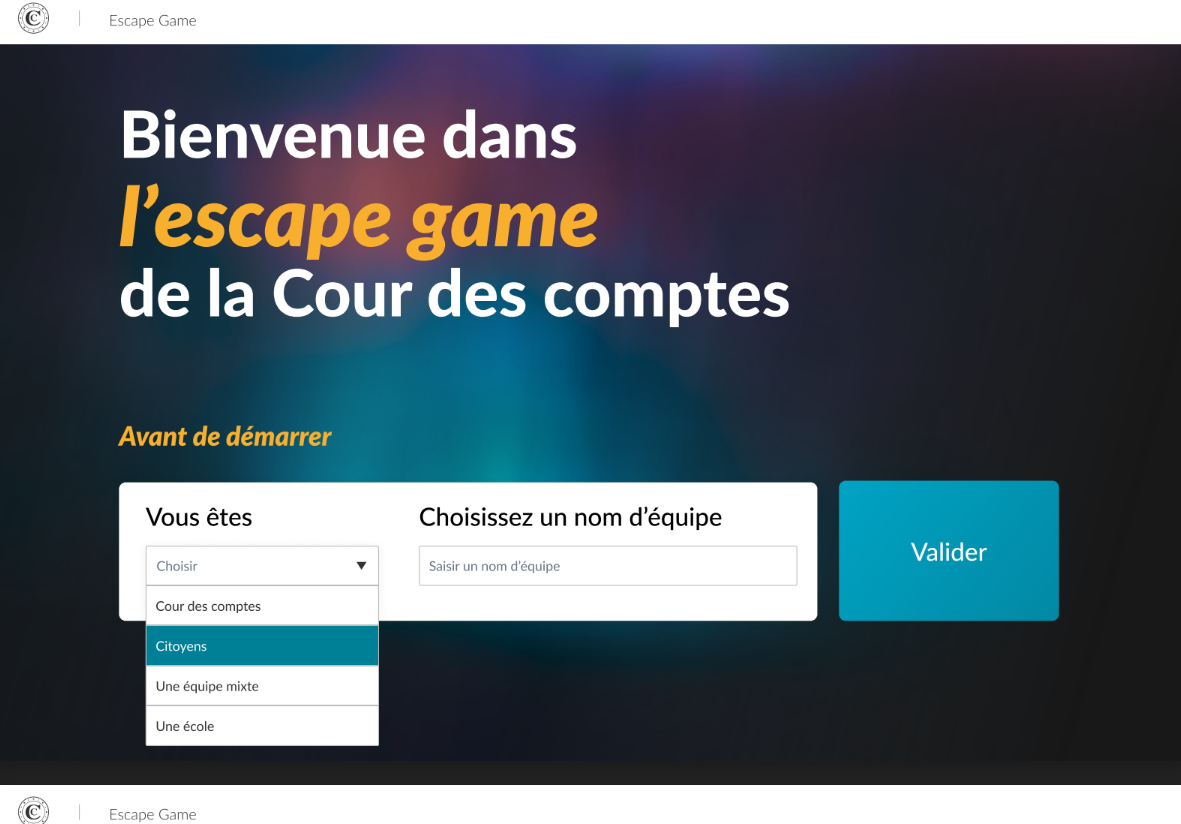 Escape Game
Bienvenue dans
l’escape game
de la Cour des comptes
Avant de démarrer
Vous êtes
Choisir
Cour des comptes
Citoyens
Une équipe mixte
Une école
Choisissez un nom d’équipe
Saisir un nom d’équipe
Valider
Escape Game